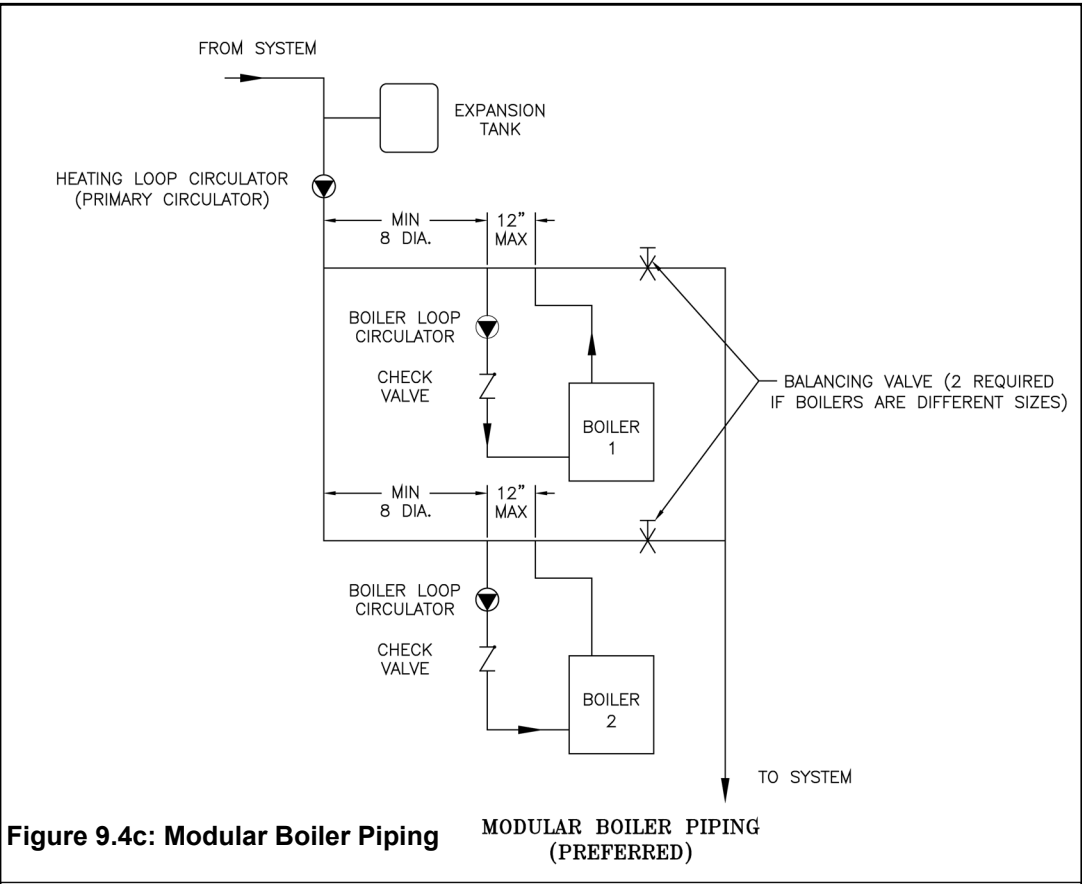 FROM SYSTEM
EXPANSION
TANK
HEATING LOOP CIRCULATOR
(PRIMARY CIRCULATOR)
MIN
8 DIA.
12”
MAX
BOILER LOOP
CIRCULATOR
CHECK
VALVE
BOILER
1
BALANCING VALVE (2 REQUIRED
IF BOILERS ARE DIFFERENT SIZES)
MIN
8 DIA.
12”
MAX
BOILER LOOP
CIRCULATOR
CHECK
VALVE
BOILER
2
TO SYSTEM
Figure 9.4c: Modular Boiler Piping
MODULAR BOILER PIPING
(PREFERRED)